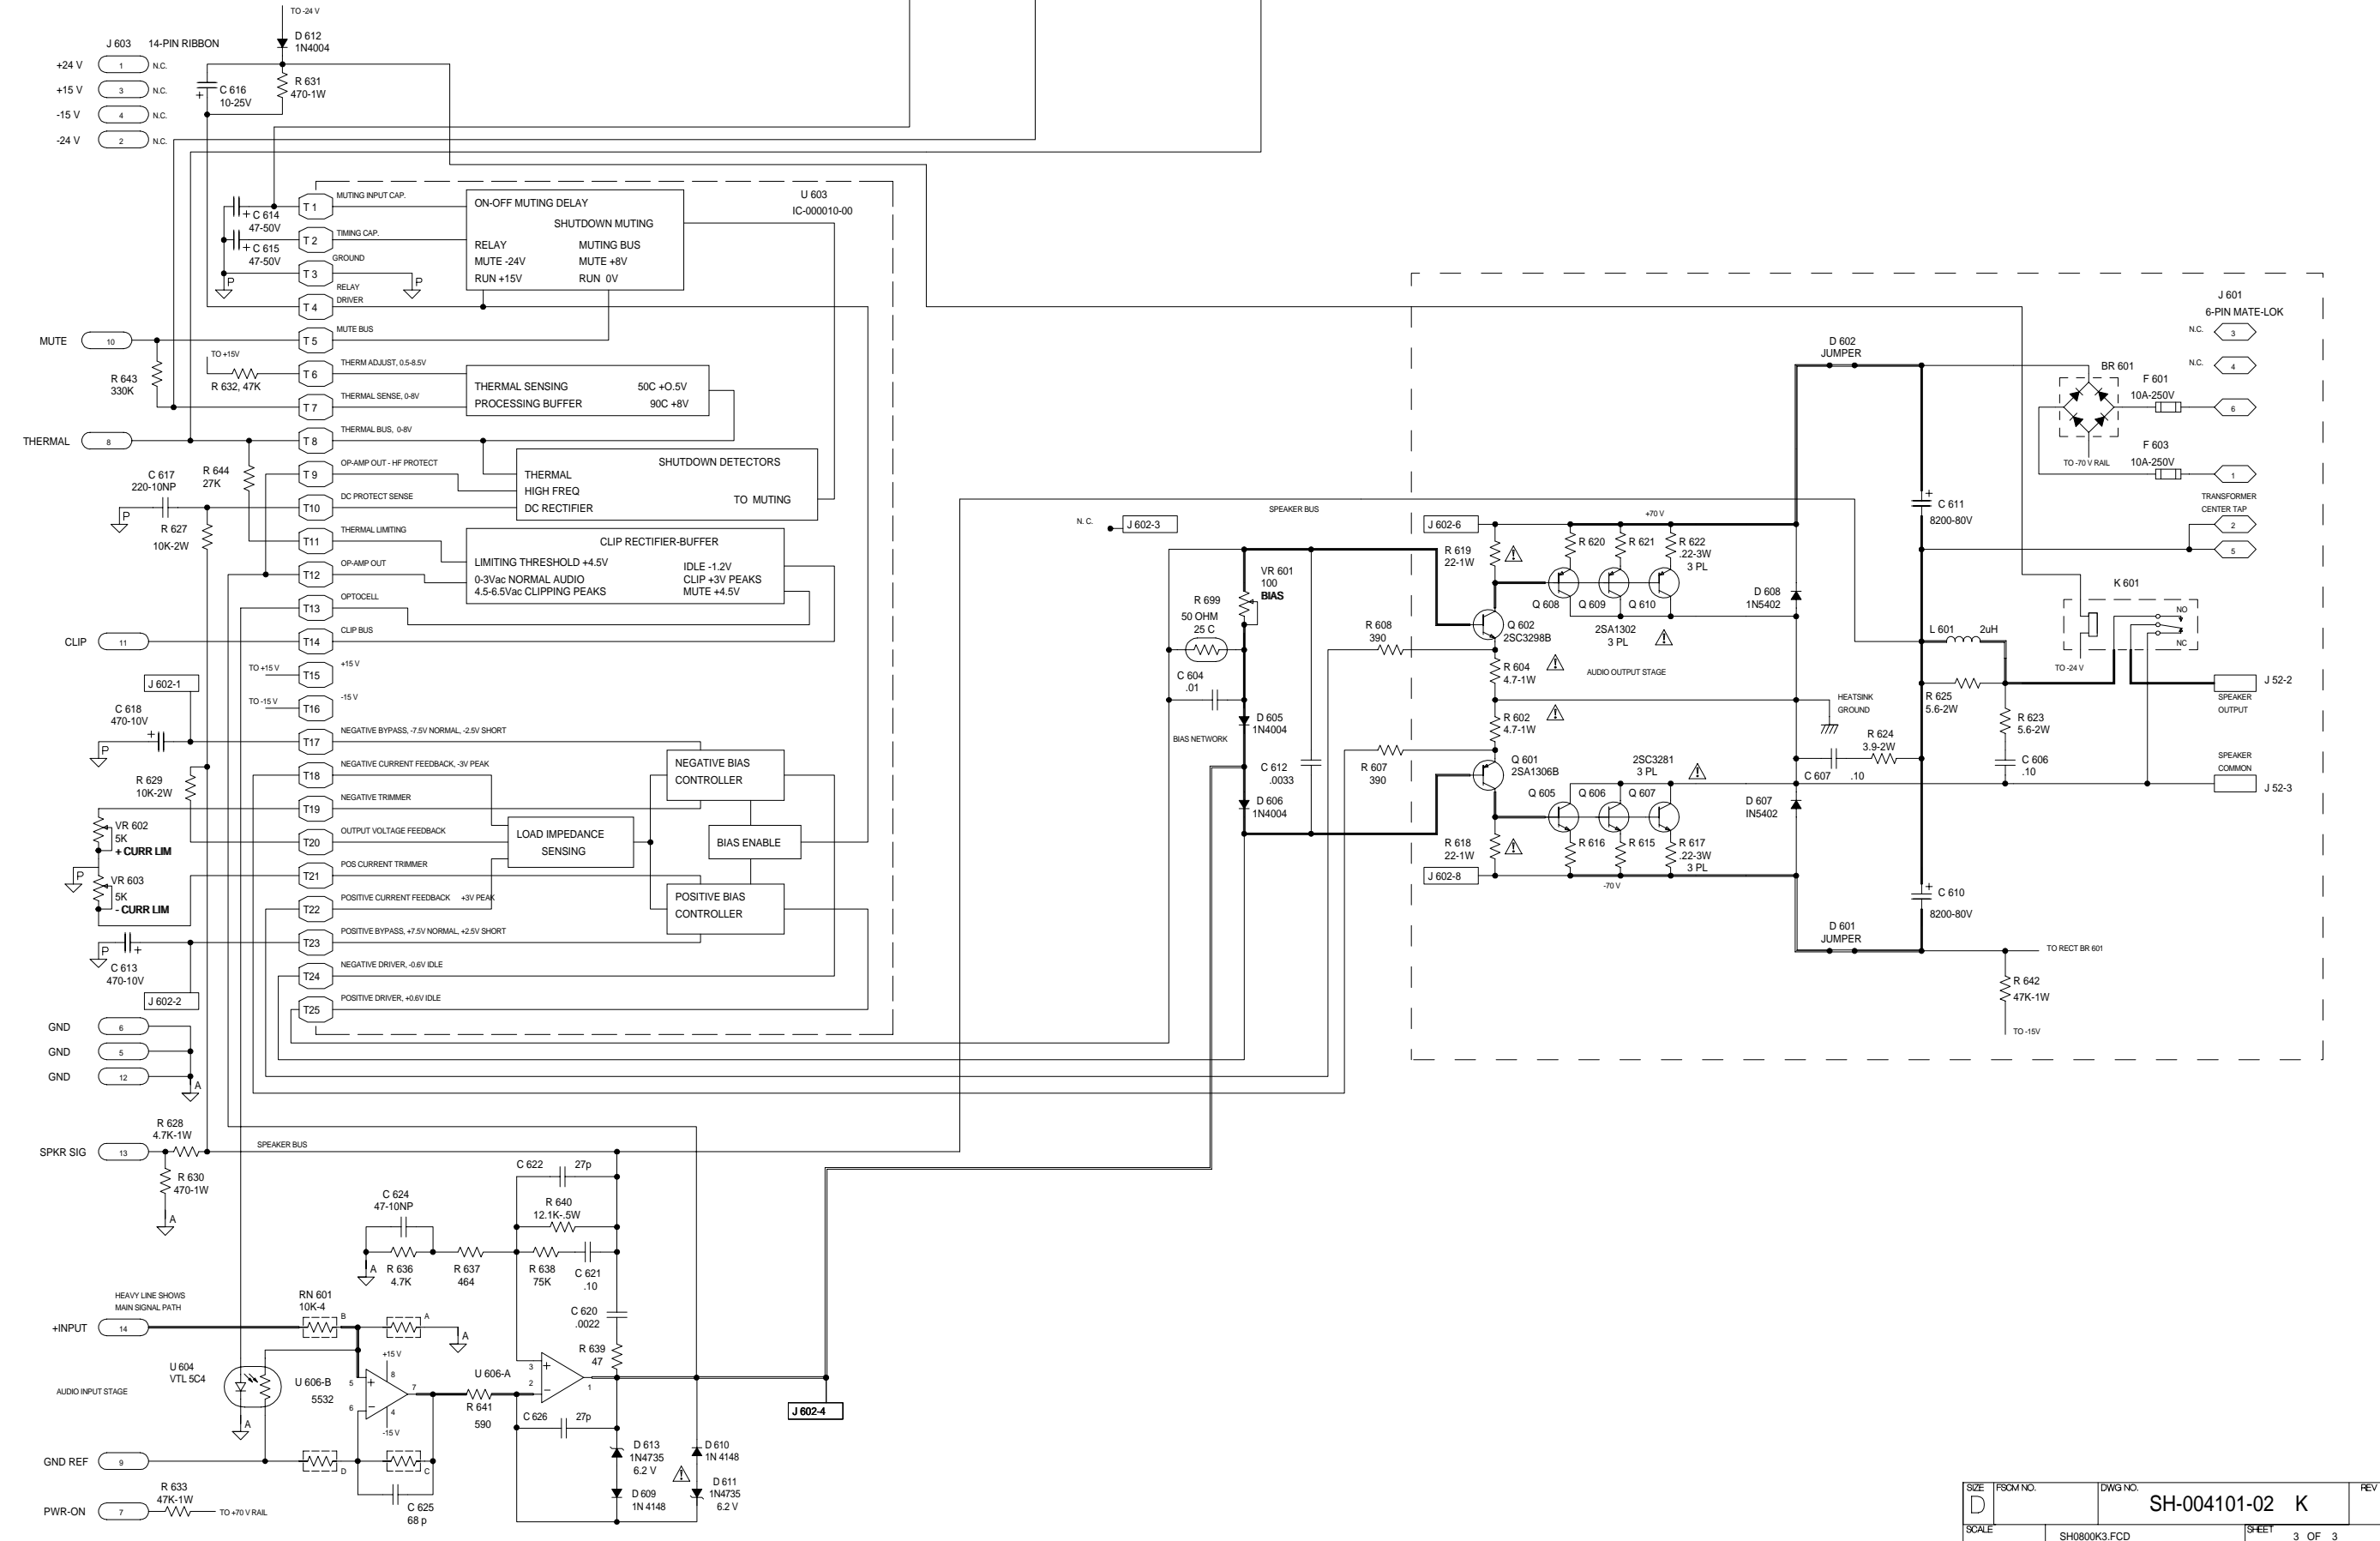 TO -24 V
J 603 14-PIN RIBBON
D 612
1N4004
+24 V 1 N.C.
+15 V 3 N.C.
-15 V 4 N.C.
-24 V 2 N.C.
C 616
10-25V
+
R 631
470-1W
T 1 MUTING INPUT CAP.
+ C 614
47-50V
T 2 TIMING CAP.
+ C 615
47-50V
T 3 GROUND
P
P
T 4 RELAY
DRIVER
ON-OFF MUTING DELAY
SHUTDOWN MUTING
RELAY MUTING BUS
MUTE -24V MUTE +8V
RUN +15V RUN 0V
U 603
IC-000010-00
MUTE 10
T 5 MUTE BUS
R 643
330K
TO +15V
R 632, 47K
T 6 THERM ADJUST, 0.5-8.5V
T 7 THERMAL SENSE, 0-8V
THERMAL SENSING 50C +O.5V
PROCESSING BUFFER 90C +8V
THERMAL 8
T 8 THERMAL BUS, 0-8V
C 617
220-10NP
R 644
27K
T 9 OP-AMP OUT - HF PROTECT
T10 DC PROTECT SENSE
P
R 627
10K-2W
SHUTDOWN DETECTORS
THERMAL
HIGH FREQ
TO MUTING
DC RECTIFIER
T11 THERMAL LIMITING
T12 OP-AMP OUT
CLIP RECTIFIER-BUFFER
LIMITING THRESHOLD +4.5V
0-3Vac NORMAL AUDIO
4.5-6.5Vac CLIPPING PEAKS
IDLE -1.2V
CLIP +3V PEAKS
MUTE +4.5V
T13 OPTOCELL
CLIP 11
T14 CLIP BUS
TO +15 V T15 +15 V
TO -15 V T16 -15 V
J 602-1
C 618
470-10V
+
P
T17 NEGATIVE BYPASS, -7.5V NORMAL, -2.5V SHORT
R 629
10K-2W
T18 NEGATIVE CURRENT FEEDBACK, -3V PEAK
T19 NEGATIVE TRIMMER
VR 602
5K
+ CURR LIM
P
T20 OUTPUT VOLTAGE FEEDBACK
VR 603
5K
- CURR LIM
T21 POS CURRENT TRIMMER
T22 POSITIVE CURRENT FEEDBACK +3V PEAK
T23 POSITIVE BYPASS, +7.5V NORMAL, +2.5V SHORT
P
+
C 613
470-10V
J 602-2
T24 NEGATIVE DRIVER, -0.6V IDLE
T25 POSITIVE DRIVER, +0.6V IDLE
NEGATIVE BIAS
CONTROLLER
LOAD IMPEDANCE
SENSING
BIAS ENABLE
POSITIVE BIAS
CONTROLLER
GND 6
GND 5
GND 12
A
R 628
4.7K-1W
SPKR SIG 13
SPEAKER BUS
R 630
470-1W
A
C 622 27p
C 624
47-10NP
R 640
12.1K-.5W
A
R 636
4.7K
R 637
464
R 638
75K
C 621
.10
C 620
.0022
R 639
47
HEAVY LINE SHOWS
MAIN SIGNAL PATH
RN 601
10K-4
B
A
A
+INPUT 14
U 604
VTL 5C4
AUDIO INPUT STAGE
A
U 606-B
5532
+15 V
8
5
+
6
−
7
4
-15 V
R 641
590
U 606-A
3
+
2
−
1
C 626 27p
J 602-4
D 613
1N4735
6.2 V
D 609
1N 4148
D 610
1N 4148
D 611
1N4735
6.2 V
GND REF 9
D
C
C 625
68 p
R 633
47K-1W
PWR-ON 7
TO +70 V RAIL
SPEAKER BUS
N. C. J 602-3
VR 601
100
BIAS
R 699
50 OHM
25 C
C 604
.01
D 605
1N4004
BIAS NETWORK
C 612
.0033
D 606
1N4004
R 608
390
R 607
390
J 602-6
+70 V
R 619
22-1W
R 620
R 621
R 622
.22-3W
3 PL
Q 608
Q 609
Q 610
2SA1302
3 PL
Q 602
2SC3298B
R 604
4.7-1W
AUDIO OUTPUT STAGE
R 602
4.7-1W
Q 601
2SA1306B
2SC3281
3 PL
Q 605
Q 606
Q 607
R 618
22-1W
R 616
R 615
R 617
.22-3W
3 PL
J 602-8
-70 V
D 602
JUMPER
D 608
1N5402
HEATSINK
GROUND
C 607 .10
R 624
3.9-2W
D 607
IN5402
D 601
JUMPER
+
C 611
8200-80V
+
C 610
8200-80V
L 601 2uH
R 625
5.6-2W
R 623
5.6-2W
C 606
.10
J 601
6-PIN MATE-LOK
N.C. 3
N.C. 4
BR 601
F 601
10A-250V
6
F 603
10A-250V
1
TO -70 V RAIL
TRANSFORMER
CENTER TAP
2
5
K 601
NO
NC
TO -24 V
J 52-2
SPEAKER
OUTPUT
SPEAKER
COMMON
J 52-3
TO RECT BR 601
R 642
47K-1W
TO -15V
SIZE FSCM NO. DWG NO. REV
D SH-004101-02 K
SCALE SH0800K3.FCD SHEET 3 OF 3